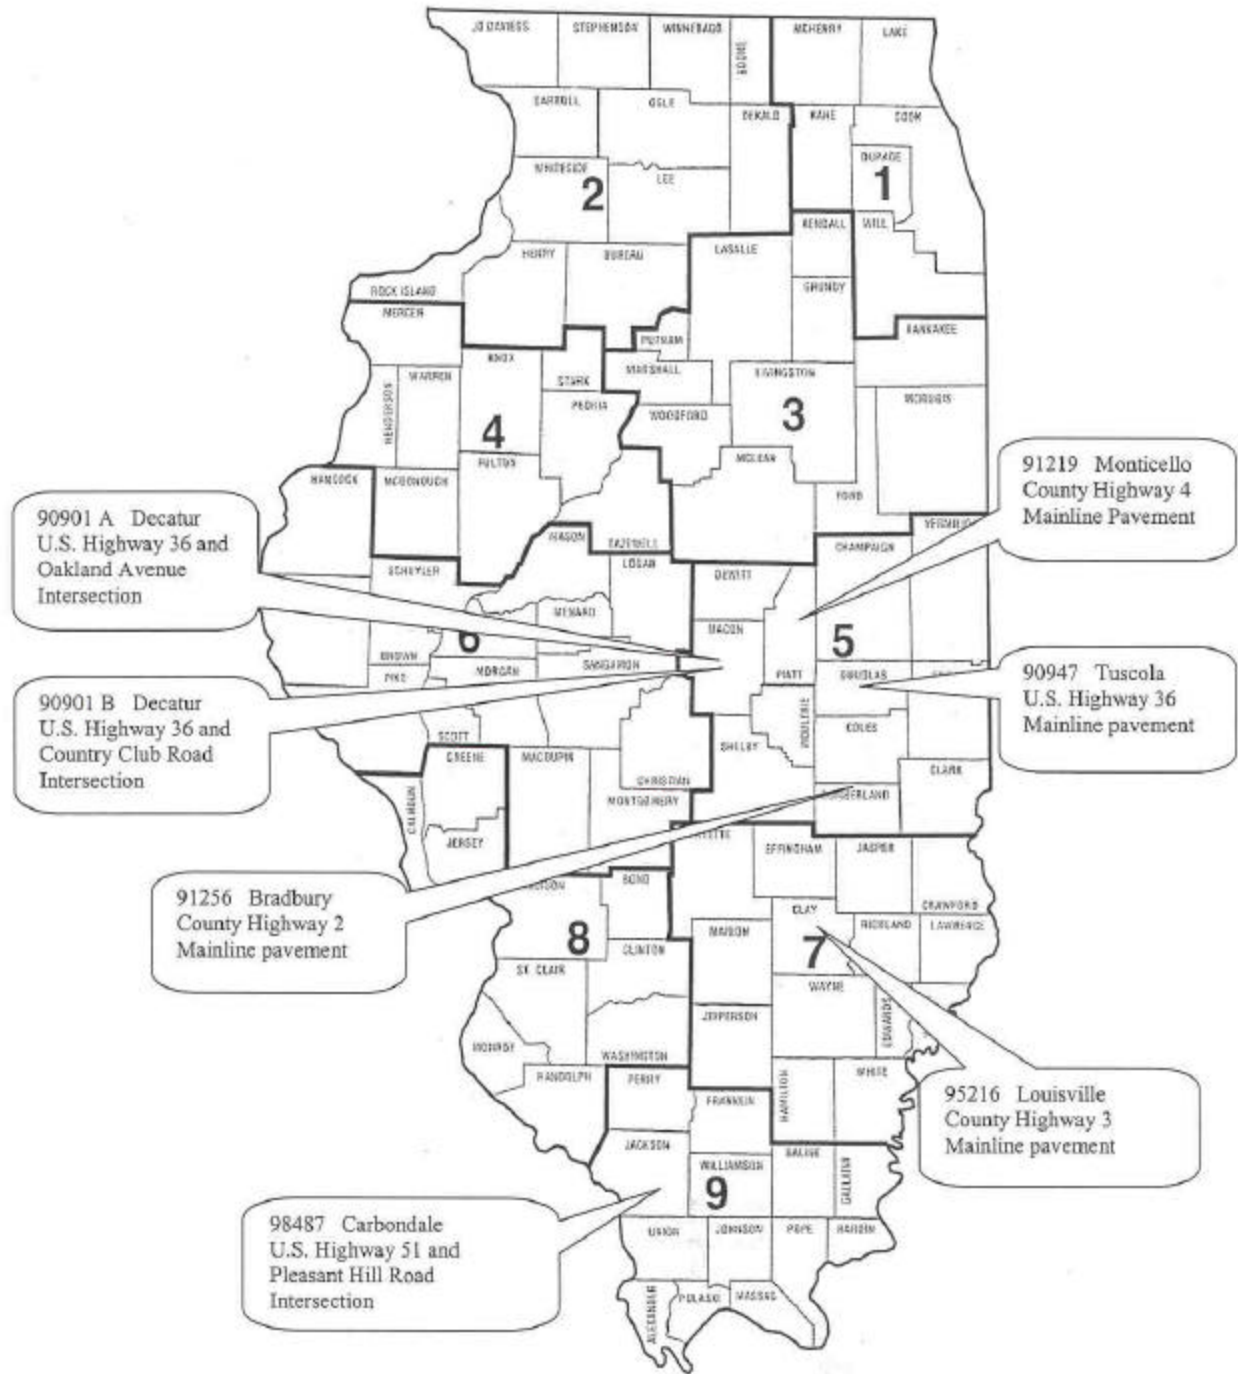 JO DAVIESS
STEPHENSON
WINNEBAGO
BOONE
MCHENRY
LAKE
CARROLL
OGLE
DEKALB
KANE
COOK
DUPAGE
1
WHITESIDE
2
LEE
KENDALL
WILL
HENRY
BUREAU
LASALLE
GRUNDY
ROCK ISLAND
MERCER
PUTNAM
KANKAKEE
KNOX
STARK
MARSHALL
LIVINGSTON
HENDERSON
WARREN
PEORIA
WOODFORD
3
IROQUOIS
4
FULTON
MCLEAN
HANCOCK
MCDONOUGH
FORD
91219 Monticello
County Highway 4
Mainline Pavement
90901 A Decatur
U.S. Highway 36 and
Oakland Avenue
Intersection
MASON
TAZEWELL
CHAMPAIGN
SCHUYLER
LOGAN
DEWITT
MENARD
MACON
6
5
BROWN
PIKE
MORGAN
SANGAMON
PIATT
DOUGLAS
90947 Tuscola
U.S. Highway 36
Mainline pavement
90901 B Decatur
U.S. Highway 36 and
Country Club Road
Intersection
SCOTT
MOULTRIE
COLES
GREENE
MACOUPIN
SHELBY
CLARK
CHRISTIAN
CALHOUN
MONTGOMERY
JERSEY
EFFINGHAM
JASPER
91256 Bradbury
County Highway 2
Mainline pavement
BOND
CLAY
CRAWFORD
8
MARION
7
RICHLAND
LAWRENCE
CLINTON
ST. CLAIR
WAYNE
EDWARDS
JEFFERSON
MONROE
WASHINGTON
RANDOLPH
PERRY
HAMILTON
WHITE
FRANKLIN
95216 Louisville
County Highway 3
Mainline pavement
JACKSON
WILLIAMSON
SALINE
GALLATIN
9
98487 Carbondale
U.S. Highway 51 and
Pleasant Hill Road
Intersection
UNION
JOHNSON
POPE
HARDIN
ALEXANDER
PULASKI
MASSAC